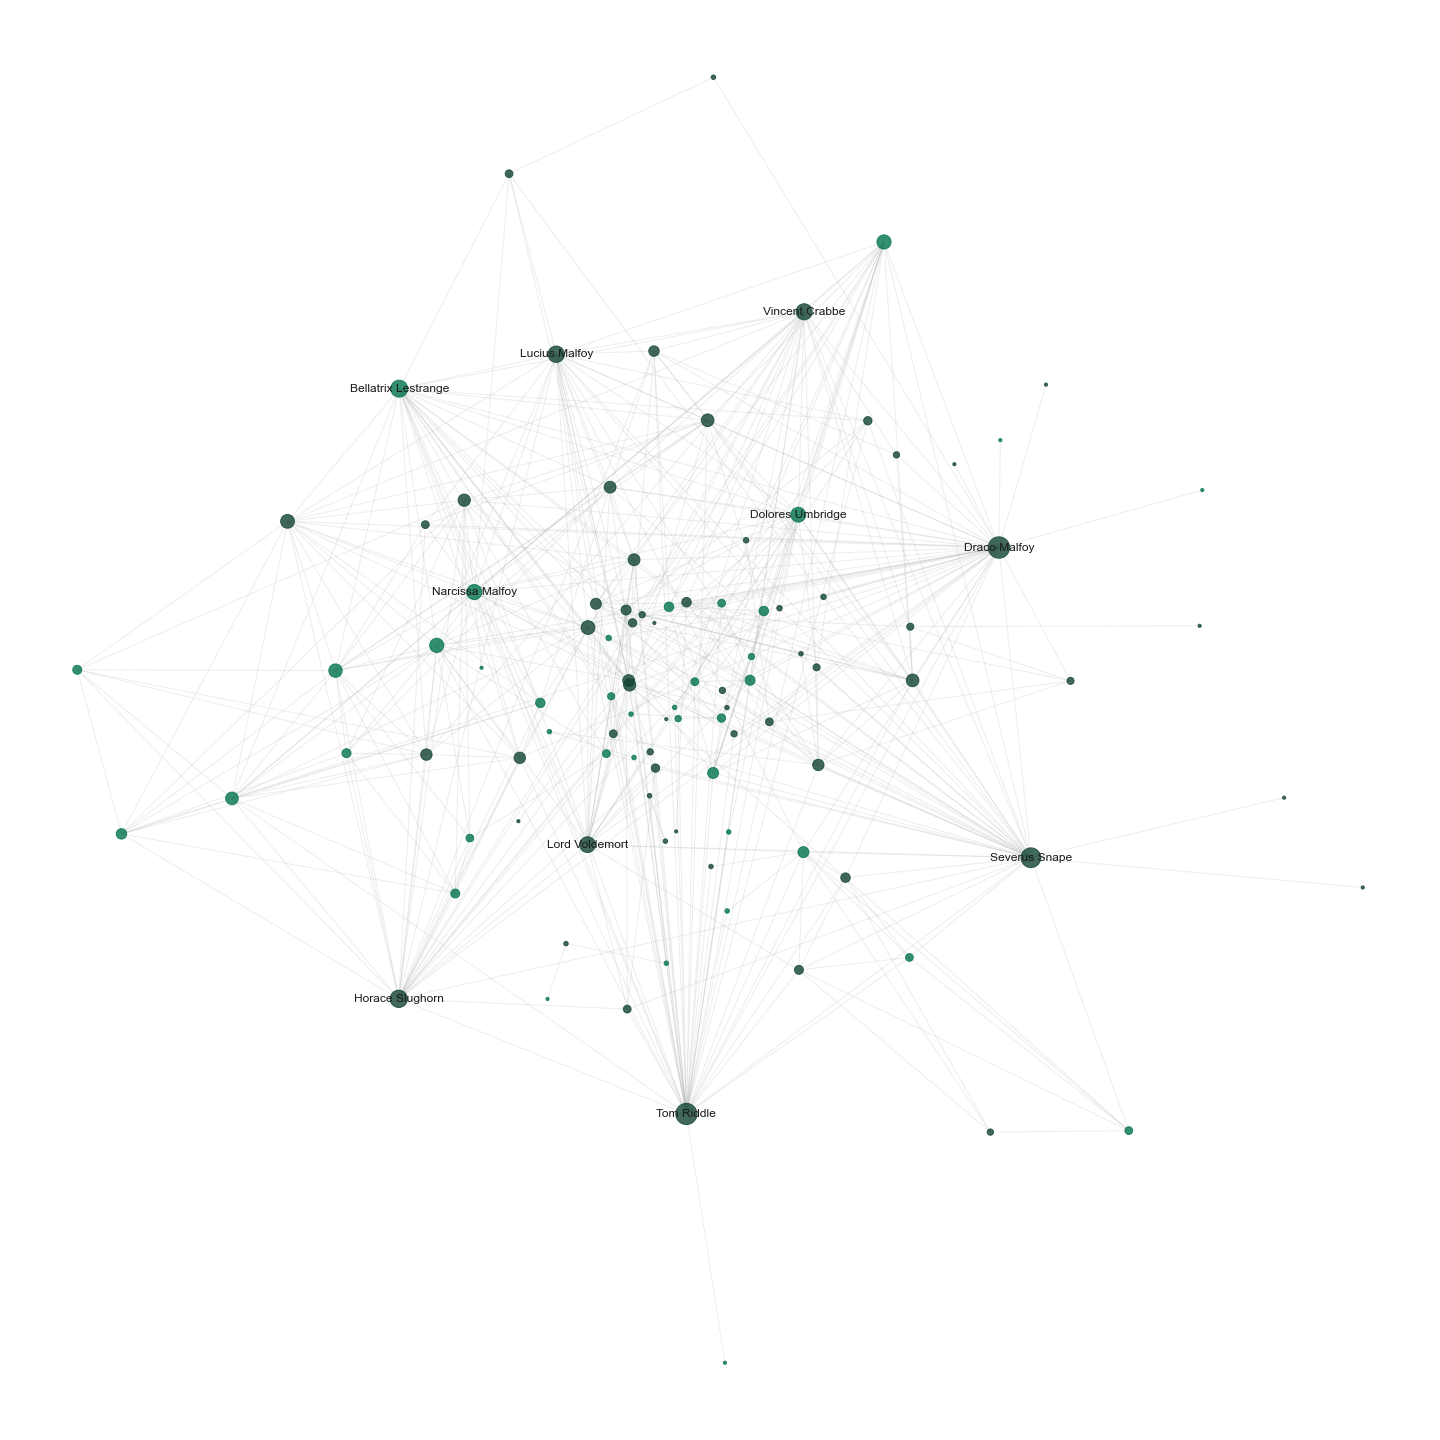 Vincent Crabbe
Lucius Malfoy
Bellatrix Lestrange
Dolores Umbridge
Draco Malfoy
Narcissa Malfoy
Lord Voldemort
Severus Snape
Horace Slughorn
Tom Riddle